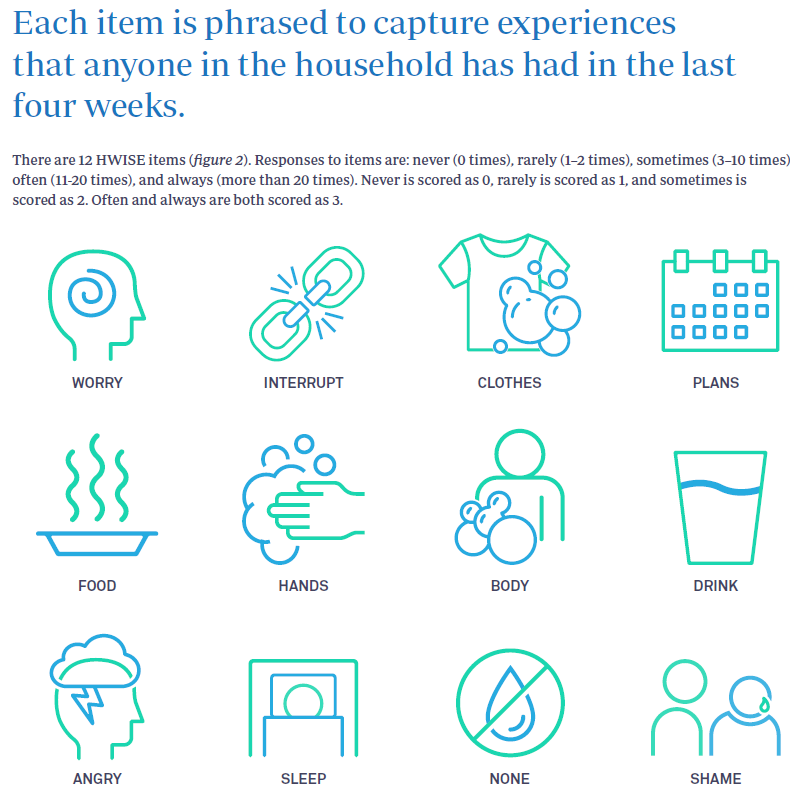 Each item is phrased to capture experiences
that anyone in the household has had in the last
four weeks.
There are 12 HWISE items (figure 2). Responses to items are: never (0 times), rarely (1–2 times), sometimes (3–10 times)
often (11-20 times), and always (more than 20 times). Never is scored as 0, rarely is scored as 1, and sometimes is
scored as 2. Often and always are both scored as 3.
WORRY
INTERRUPT
CLOTHES
PLANS
FOOD
HANDS
BODY
DRINK
ANGRY
SLEEP
NONE
SHAME